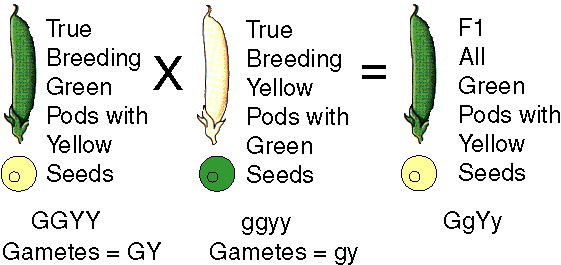 True
Breeding
Green
Pods with
Yellow
Seeds
X
True
Breeding
Yellow
Pods with
Green
Seeds
=
F1
All
Green
Pods with
Yellow
Seeds
GGYY
Gametes = GY
ggyy
Gametes = gy
GgYy